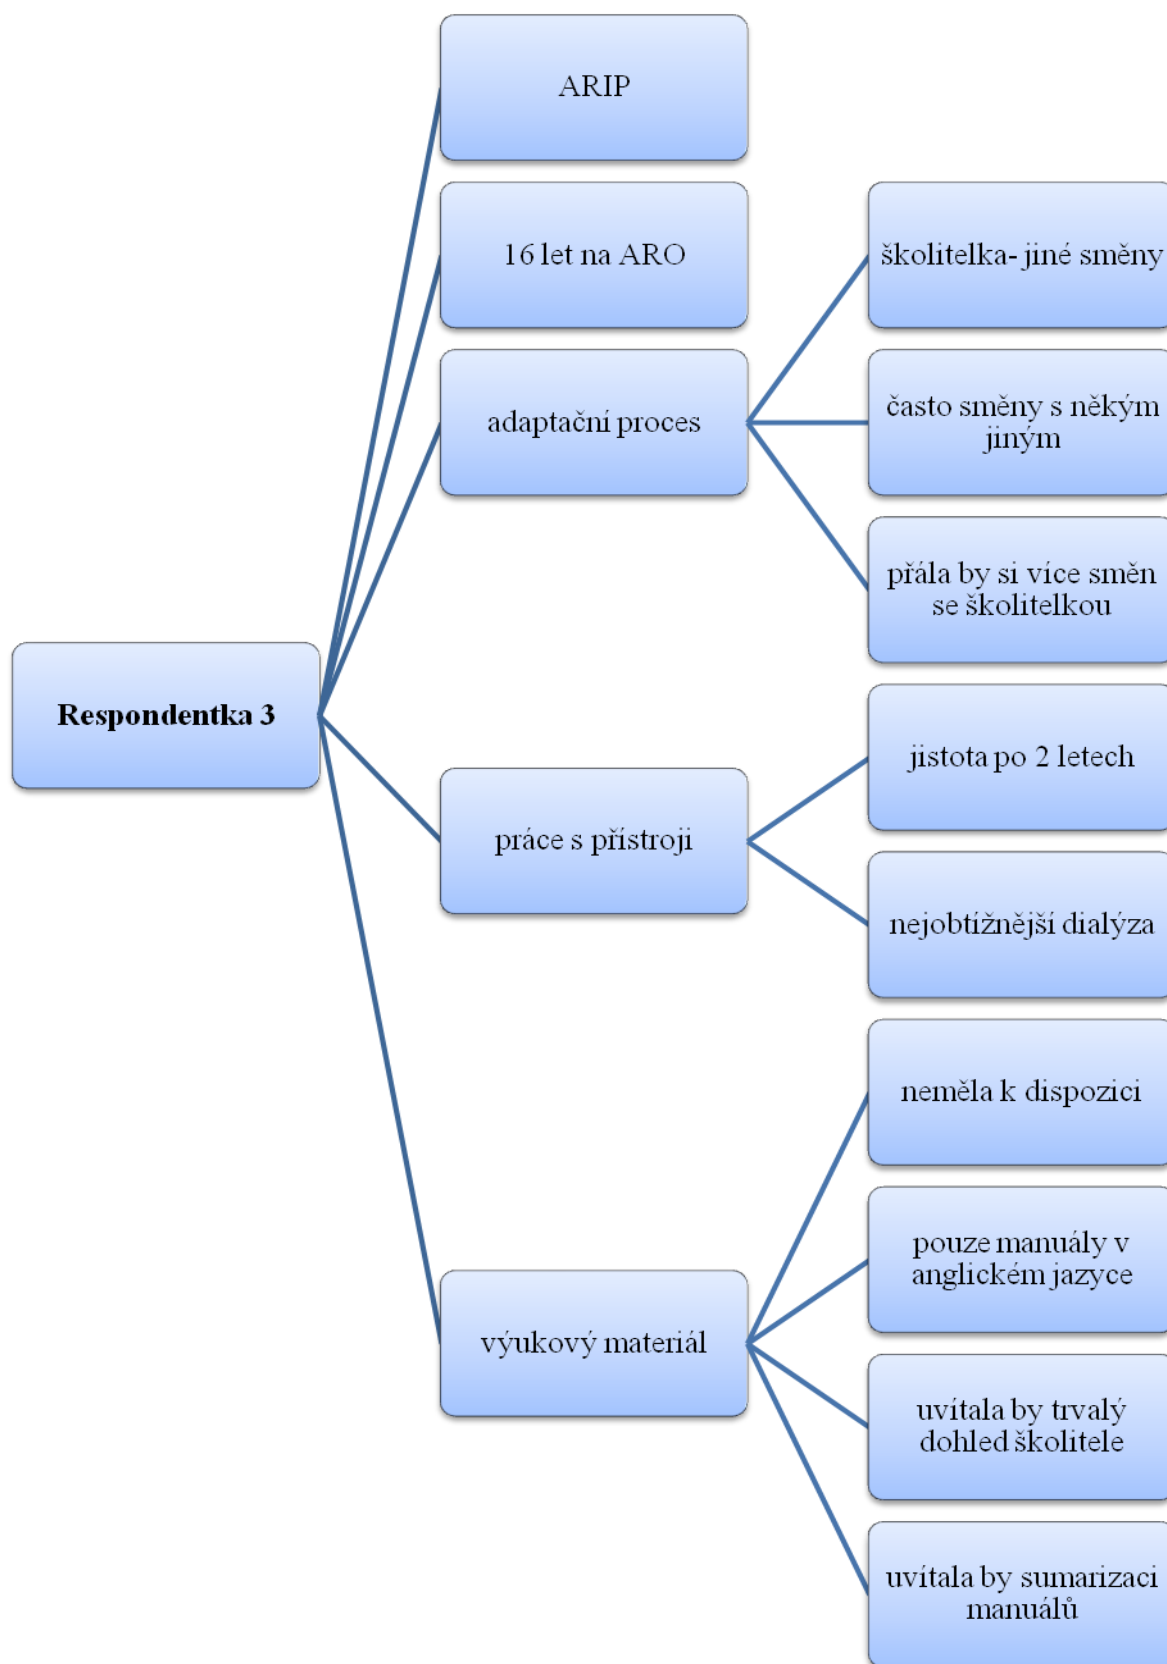 Respondentka 3
ARIP
16 let na ARO
adaptační proces
školitelka- jiné směny
často směny s někým
jiným
přála by si více směn
se školitelkou
práce s přístroji
jistota po 2 letech
nejobtížnější dialýza
výukový materiál
neměla k dispozici
pouze manuály v
anglickém jazyce
uvítala by trvalý
dohled školitele
uvítala by sumarizaci
manuálů